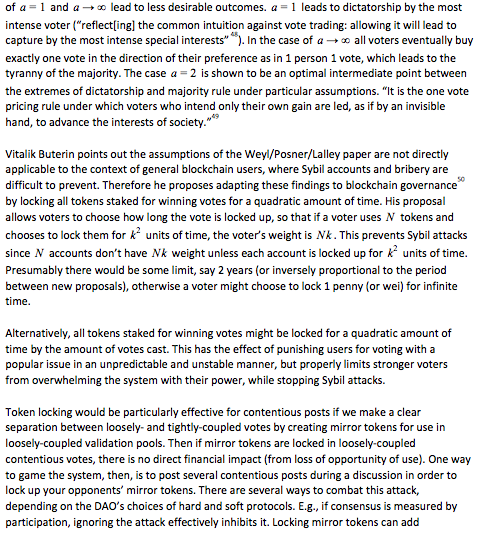 of a = 1 and a → ∞ lead to less desirable outcomes. a = 1 leads to dictatorship by the most
intense voter ("reflect[ing] the common intuition against vote trading: allowing it will lead to
capture by the most intense special interests" 48). In the case of a → ∞ all voters eventually buy
exactly one vote in the direction of their preference as in 1 person 1 vote, which leads to the
tyranny of the majority. The case a = 2 is shown to be an optimal intermediate point between
the extremes of dictatorship and majority rule under particular assumptions. "It is the one vote
pricing rule under which voters who intend only their own gain are led, as if by an invisible
hand, to advance the interests of society."49
Vitalik Buterin points out the assumptions of the Weyl/Posner/Lalley paper are not directly
applicable to the context of general blockchain users, where Sybil accounts and bribery are
difficult to prevent. Therefore he proposes adapting these findings to blockchain governance50
by locking all tokens staked for winning votes for a quadratic amount of time. His proposal
allows voters to choose how long the vote is locked up, so that if a voter uses N tokens and
chooses to lock them for k² units of time, the voter's weight is Nk. This prevents Sybil attacks
since N accounts don't have Nk weight unless each account is locked up for k² units of time.
Presumably there would be some limit, say 2 years (or inversely proportional to the period
between new proposals), otherwise a voter might choose to lock 1 penny (or wei) for infinite
time.
Alternatively, all tokens staked for winning votes might be locked for a quadratic amount of
time by the amount of votes cast. This has the effect of punishing users for voting with a
popular issue in an unpredictable and unstable manner, but properly limits stronger voters
from overwhelming the system with their power, while stopping Sybil attacks.
Token locking would be particularly effective for contentious posts if we make a clear
separation between loosely- and tightly-coupled votes by creating mirror tokens for use in
loosely-coupled validation pools. Then if mirror tokens are locked in loosely-coupled
contentious votes, there is no direct financial impact (from loss of opportunity of use). One way
to game the system, then, is to post several contentious posts during a discussion in order to
lock up your opponents' mirror tokens. There are several ways to combat this attack,
depending on the DAO's choices of hard and soft protocols. E.g., if consensus is measured by
participation, ignoring the attack effectively inhibits it. Locking mirror tokens can add